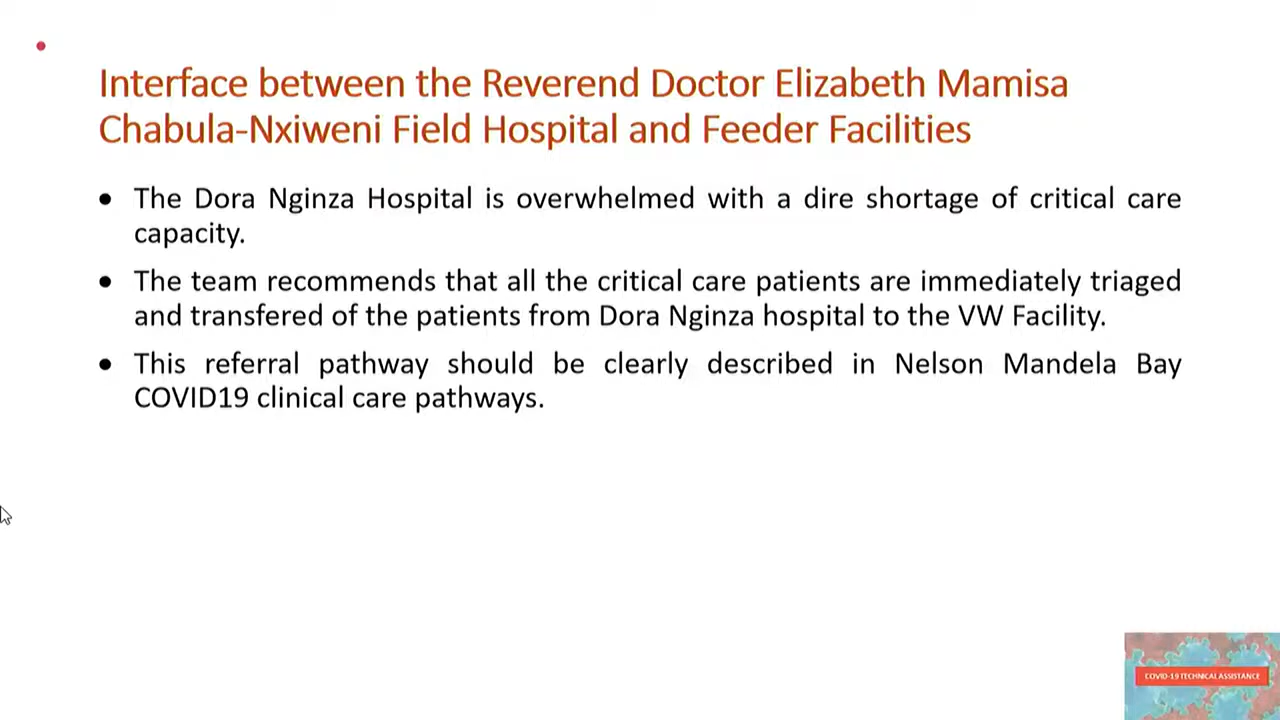 Interface between the Reverend Doctor Elizabeth Mamisa
Chabula-Nxiweni Field Hospital and Feeder Facilities
• The Dora Nginza Hospital is overwhelmed with a dire shortage of critical care
capacity.
• The team recommends that all the critical care patients are immediately triaged
and transfered of the patients from Dora Nginza hospital to the VW Facility.
• This referral pathway should be clearly described in Nelson Mandela Bay
COVID19 clinical care pathways.
COVID-19 TECHNICAL ASSISTANCE